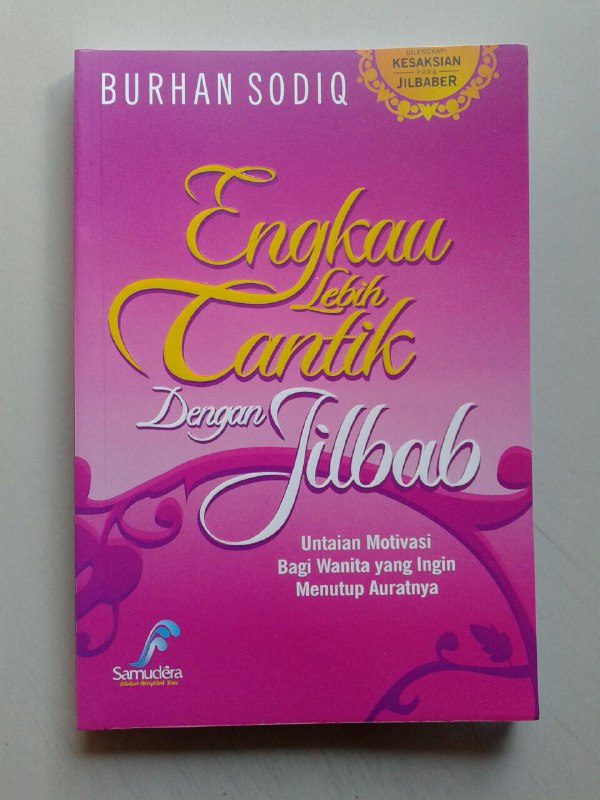 BURHAN SODIQ
DILENGKAPI
KESAKSIAN
PARA
JILBABER
Engkau
Lebih
Cantik
Dengan Jilbab
Untaian Motivasi
Bagi Wanita yang Ingin
Menutup Auratnya
Samudera